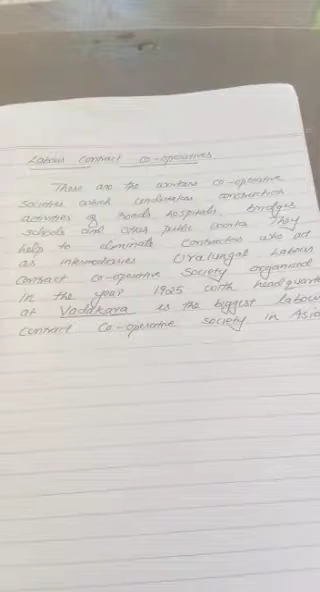 Labour Contract co-operatives
These are the workers co-operative
societies which undertakes construction
activities of roads, hospitals, bridges
schools and other public works They
help to eliminate contractors who act
as intermediaries Uralungal Labour
Contract co-operative Society organised
in the year 1925 with headquarte
at Vadakara is the biggest labour
contract co-operative society in Asia